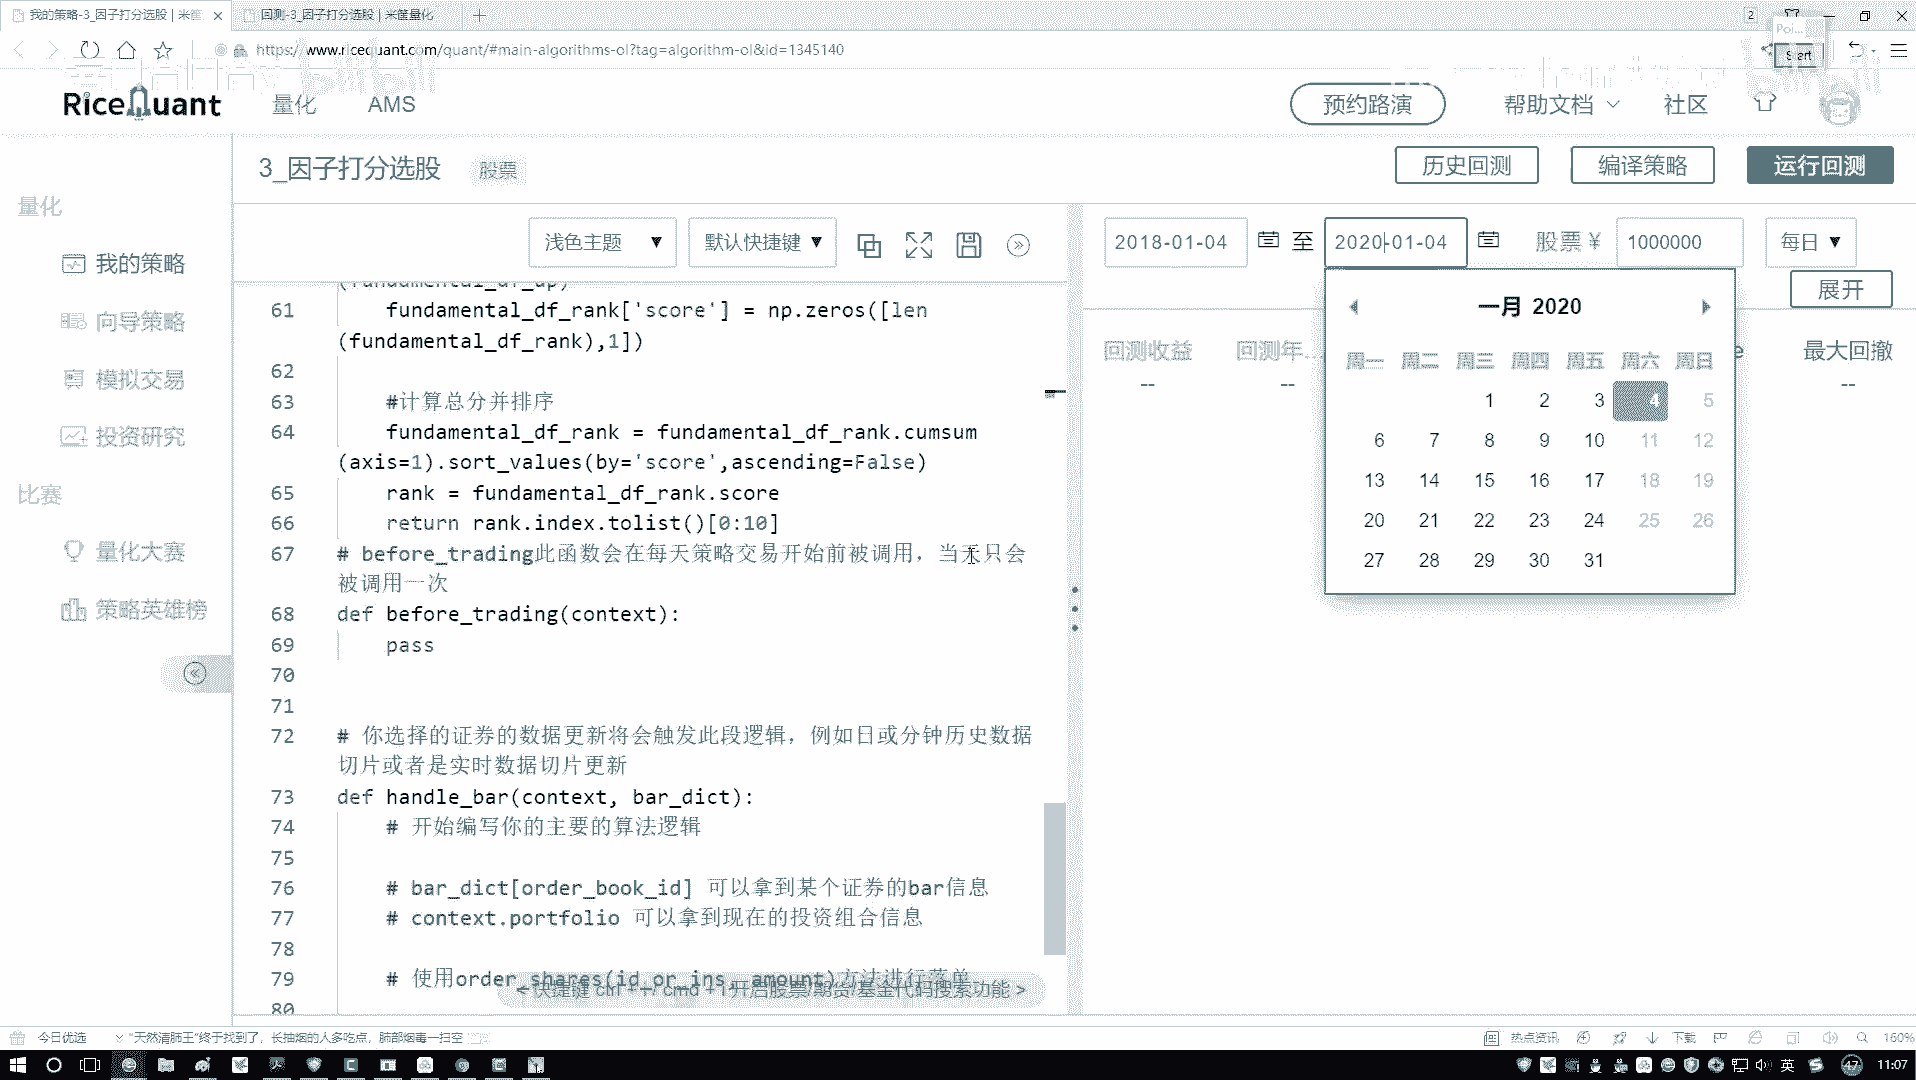 我的策略-3_因子打分选股 | 米筐
回测-3_因子打分选股 | 米筐量化
2
https://www.ricequant.com/quant/#main-algorithms-ol?tag=algorithm-ol&id=1345140
Start
RiceQuant
量化
AMS
预约路演
帮助文档
社区
量化
我的策略
向导策略
模拟交易
投资研究
比赛
量化大赛
策略英雄榜
3_因子打分选股
股票
历史回测
编译策略
运行回测
浅色主题 ▼
默认快捷键 ▼
2018-01-04
至
2020-01-04
股票 ¥
1000000
每日 ▼
展开
回测收益
回测年...
最大回撤
--
--
--
一月 2020
周一 周二 周三 周四 周五 周六 周日
1 2 3 4 5
6 7 8 9 10 11 12
13 14 15 16 17 18 19
20 21 22 23 24 25 26
27 28 29 30 31
(fundamental_df_up)
61 fundamental_df_rank['score'] = np.zeros([len
(fundamental_df_rank),1])
62
63 #计算总分并排序
64 fundamental_df_rank = fundamental_df_rank.cumsum
(axis=1).sort_values(by='score',ascending=False)
65 rank = fundamental_df_rank.score
66 return rank.index.tolist()[0:10]
67 # before_trading此函数会在每天策略交易开始前被调用，当天只会
被调用一次
68 def before_trading(context):
69 pass
70
71
72 # 你选择的证券的数据更新将会触发此段逻辑，例如日或分钟历史数据
切片或者是实时数据切片更新
73 def handle_bar(context, bar_dict):
74 # 开始编写你的主要的算法逻辑
75
76 # bar_dict[order_book_id] 可以拿到某个证券的bar信息
77 # context.portfolio 可以拿到现在的投资组合信息
78
79 # 使用order_shares(id_or_ins, amount)方法进行落单
80
今日优选
“天然清肺王”终于找到了，长抽烟的人多吃点，肺部烟毒一扫空
热点资讯
下载
160%
英
47
11:07